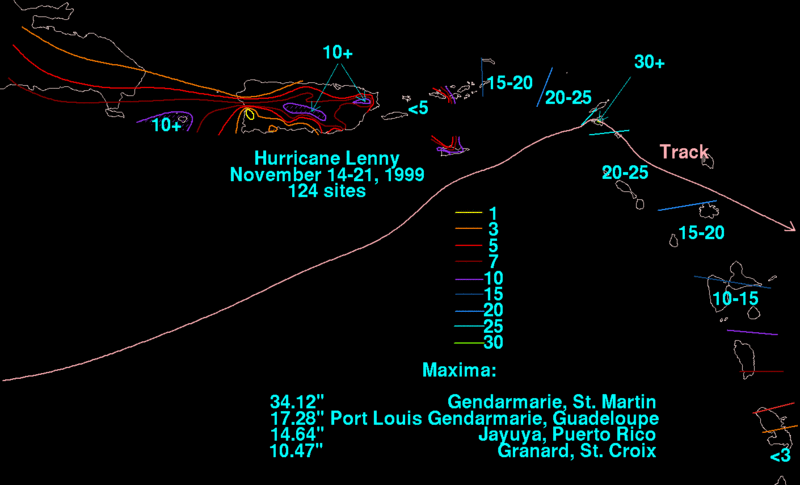 10+
30+
15-20
20-25
<5
10+
Hurricane Lenny
November 14-21, 1999
124 sites
Track
20-25
1
3
5
7
10
15
20
25
30
15-20
10-15
Maxima:
34.12" Gendarmarie, St. Martin
17.28" Port Louis Gendarmarie, Guadeloupe
14.64" Jayuya, Puerto Rico
10.47" Granard, St. Croix
<3